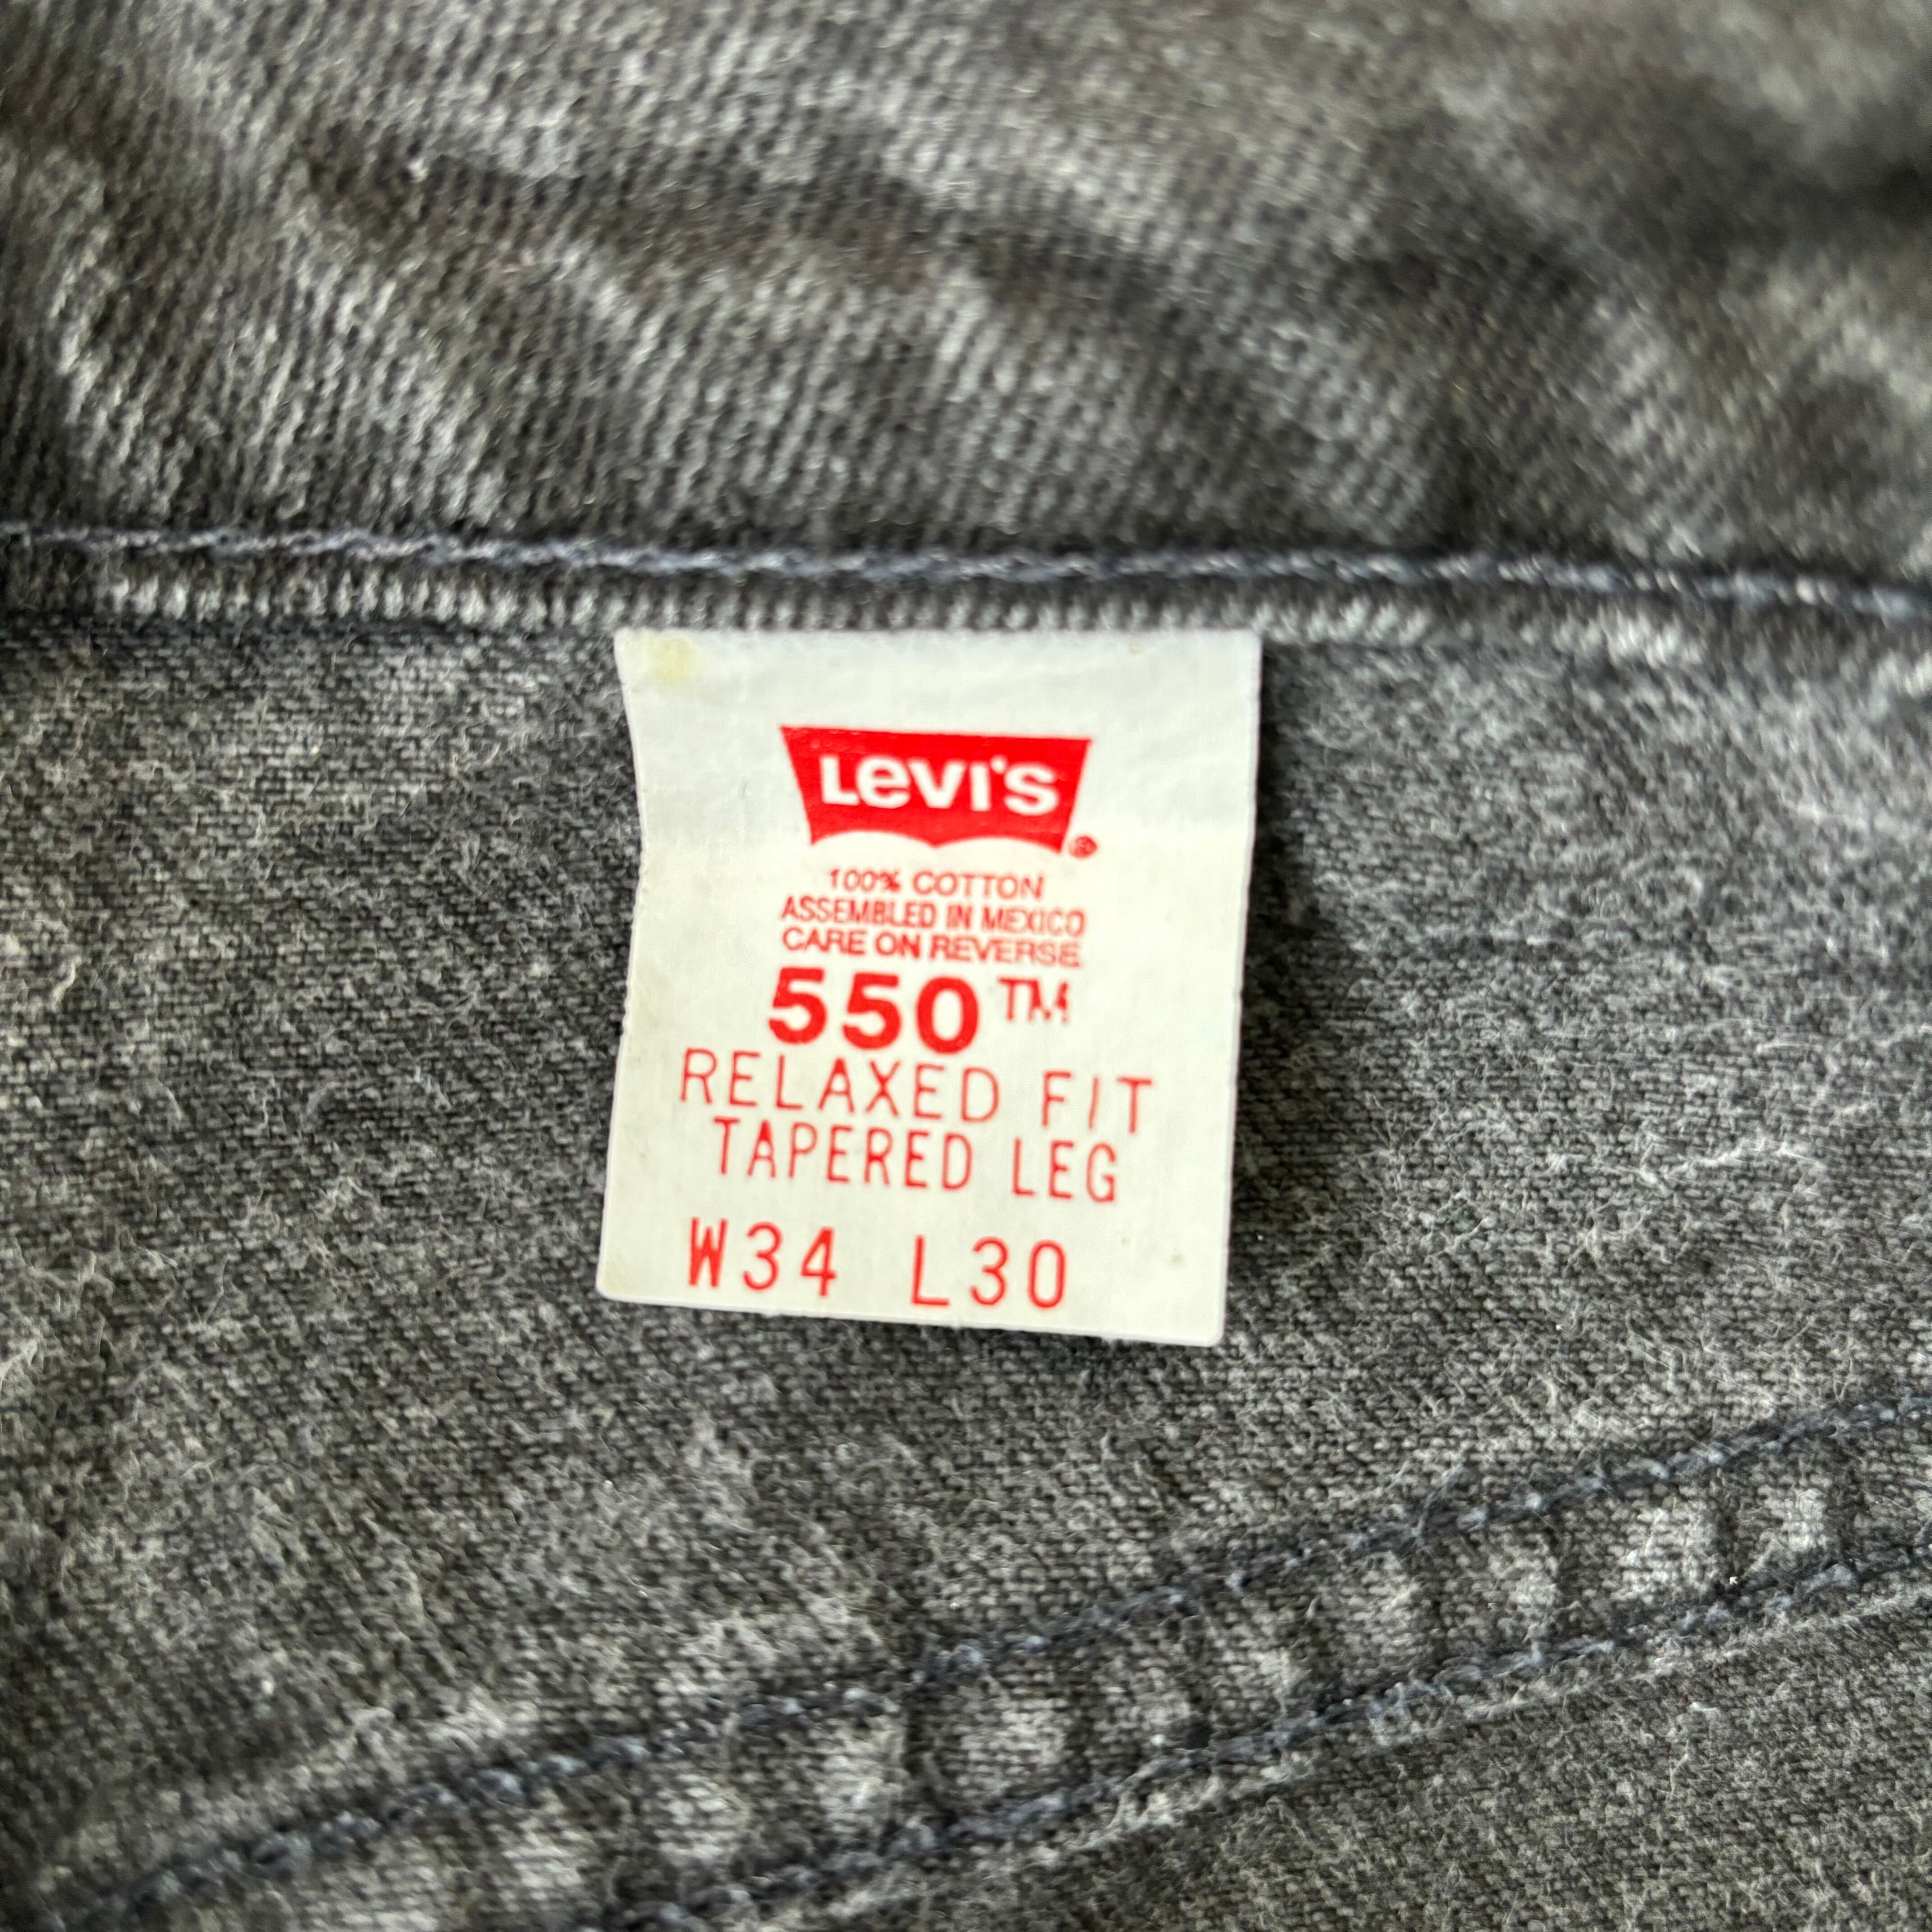 Levi's®
100% COTTON
ASSEMBLED IN MEXICO
CARE ON REVERSE
550™
RELAXED FIT
TAPERED LEG
W34 L30